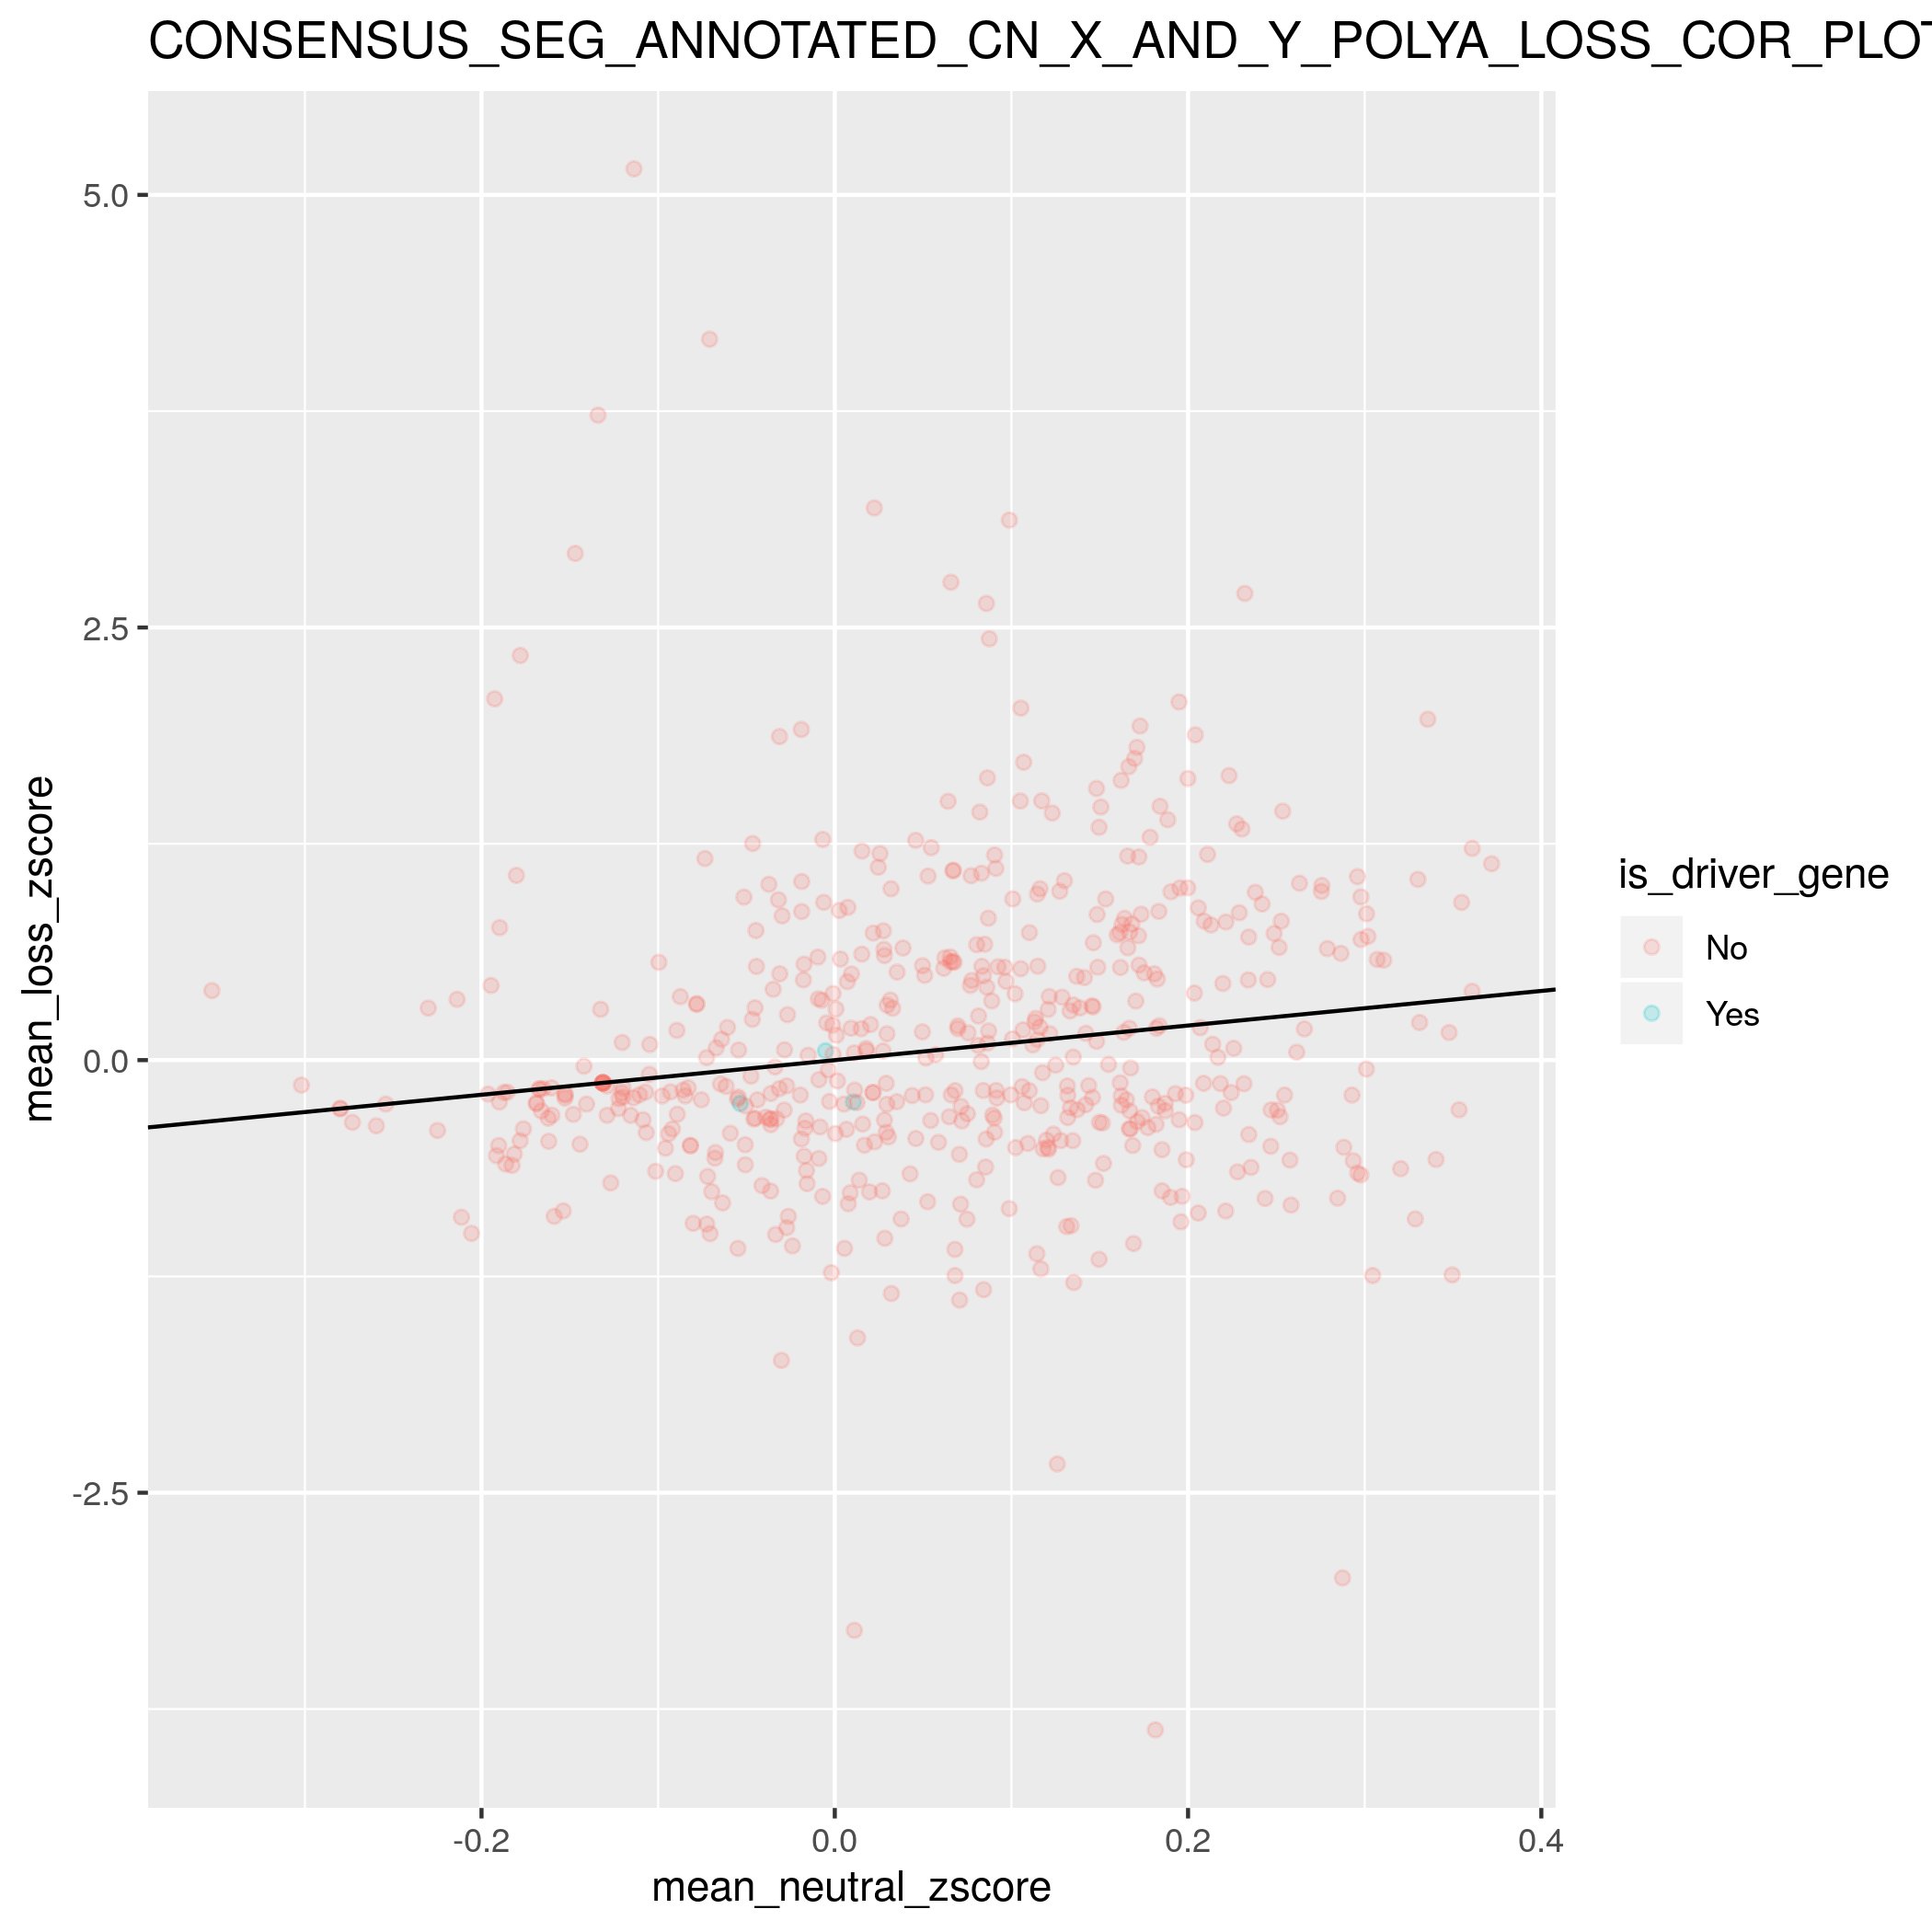 CONSENSUS_SEG_ANNOTATED_CN_X_AND_Y_POLYA_LOSS_COR_PLOT
5.0
2.5
0.0
-2.5
mean_loss_zscore
-0.2 0.0 0.2 0.4
mean_neutral_zscore
is_driver_gene
No
Yes